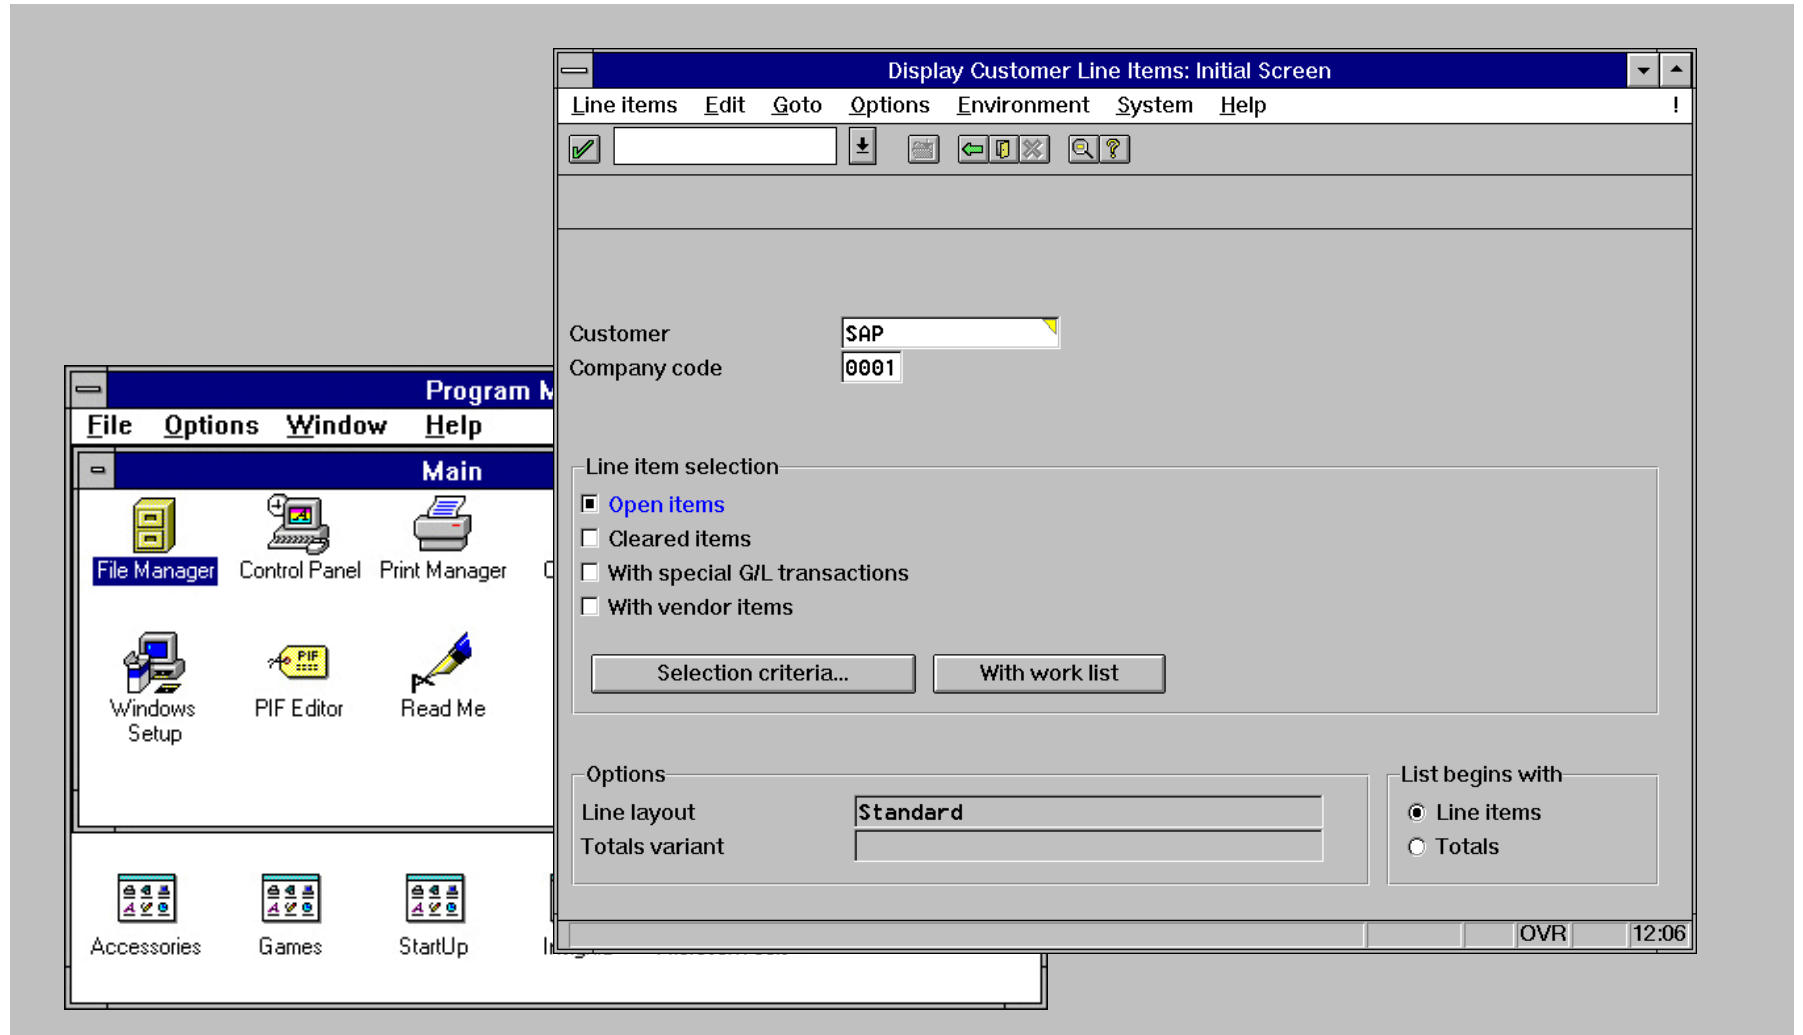 Display Customer Line Items: Initial Screen
Line items Edit Goto Options Environment System Help !
Customer SAP
Company code 0001
Line item selection
Open items
Cleared items
With special G/L transactions
With vendor items
Selection criteria... With work list
Options
Line layout Standard
Totals variant
List begins with
Line items
Totals
OVR 12:06
Program
File Options Window Help
Main
File Manager Control Panel Print Manager
PIF
Windows Setup PIF Editor Read Me
Accessories Games StartUp